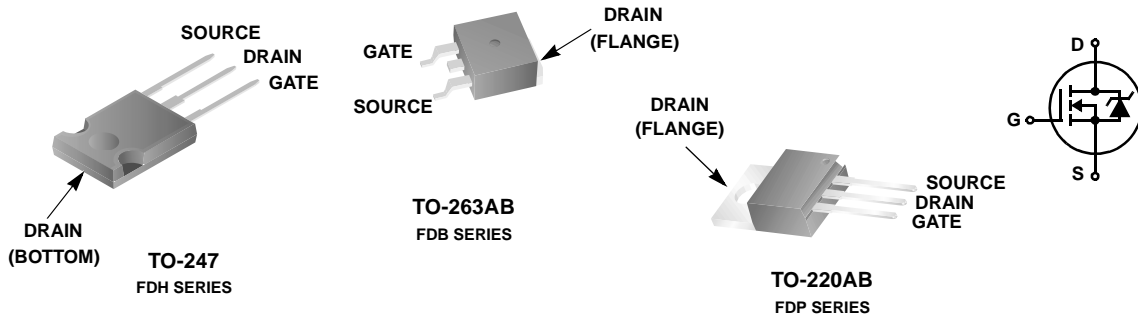 SOURCE
DRAIN
GATE
DRAIN
(BOTTOM)
TO-247
FDH SERIES
GATE
SOURCE
DRAIN
(FLANGE)
TO-263AB
FDB SERIES
DRAIN
(FLANGE)
SOURCE
DRAIN
GATE
TO-220AB
FDP SERIES
D
G
S